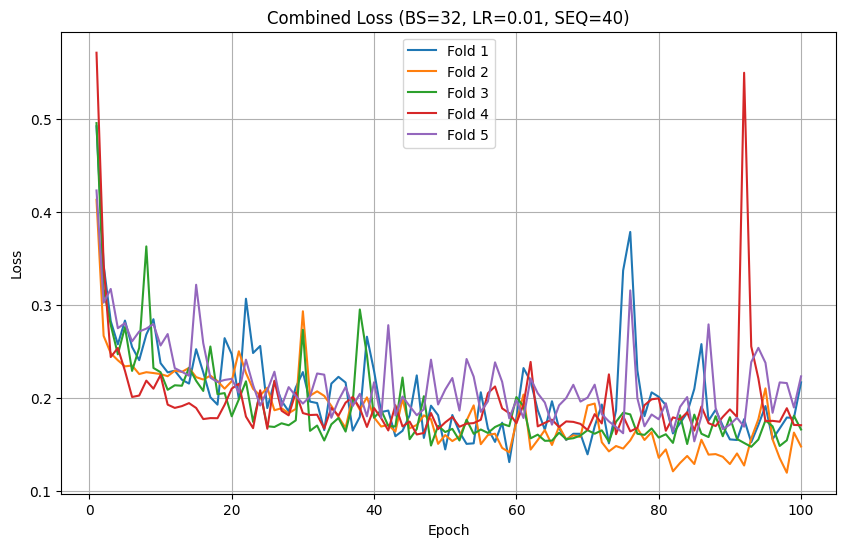 Combined Loss (BS=32, LR=0.01, SEQ=40)
Fold 1
Fold 2
Fold 3
Fold 4
Fold 5
0.5
0.4
0.3
0.2
0.1
Loss
0 20 40 60 80 100
Epoch